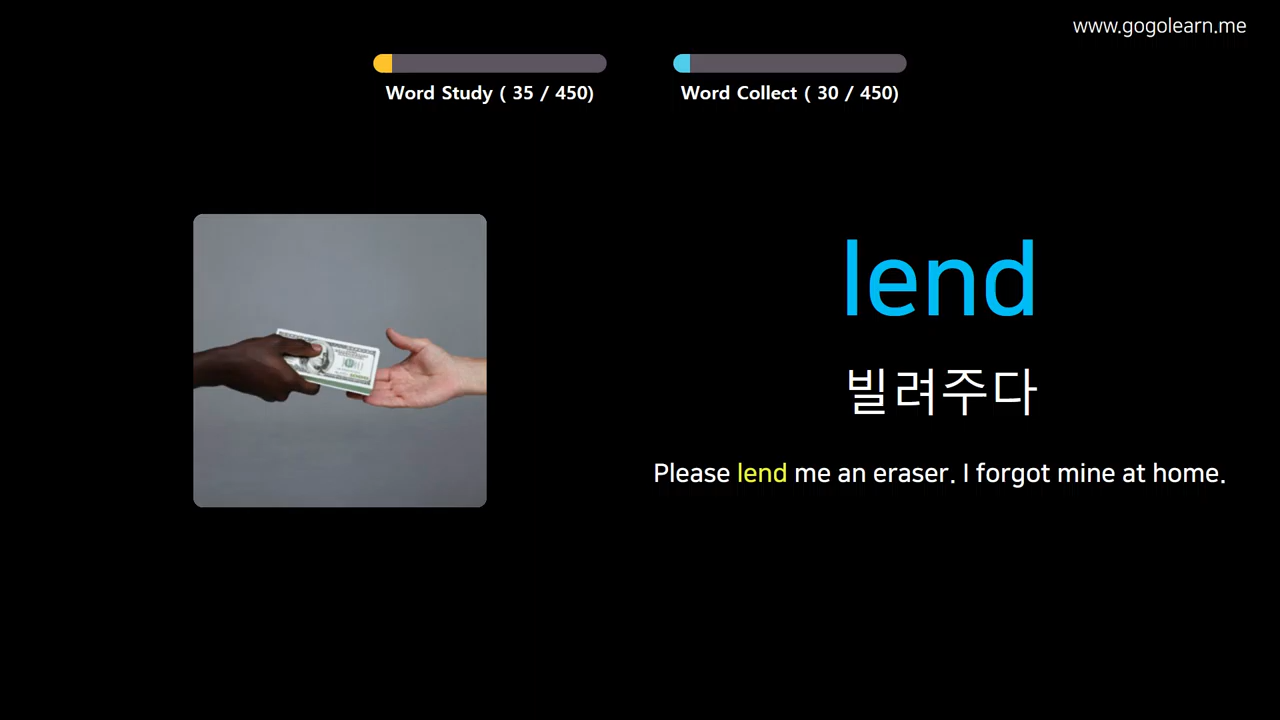 www.gogolearn.me
Word Study ( 35 / 450)
Word Collect ( 30 / 450)
lend
빌려주다
Please lend me an eraser. I forgot mine at home.